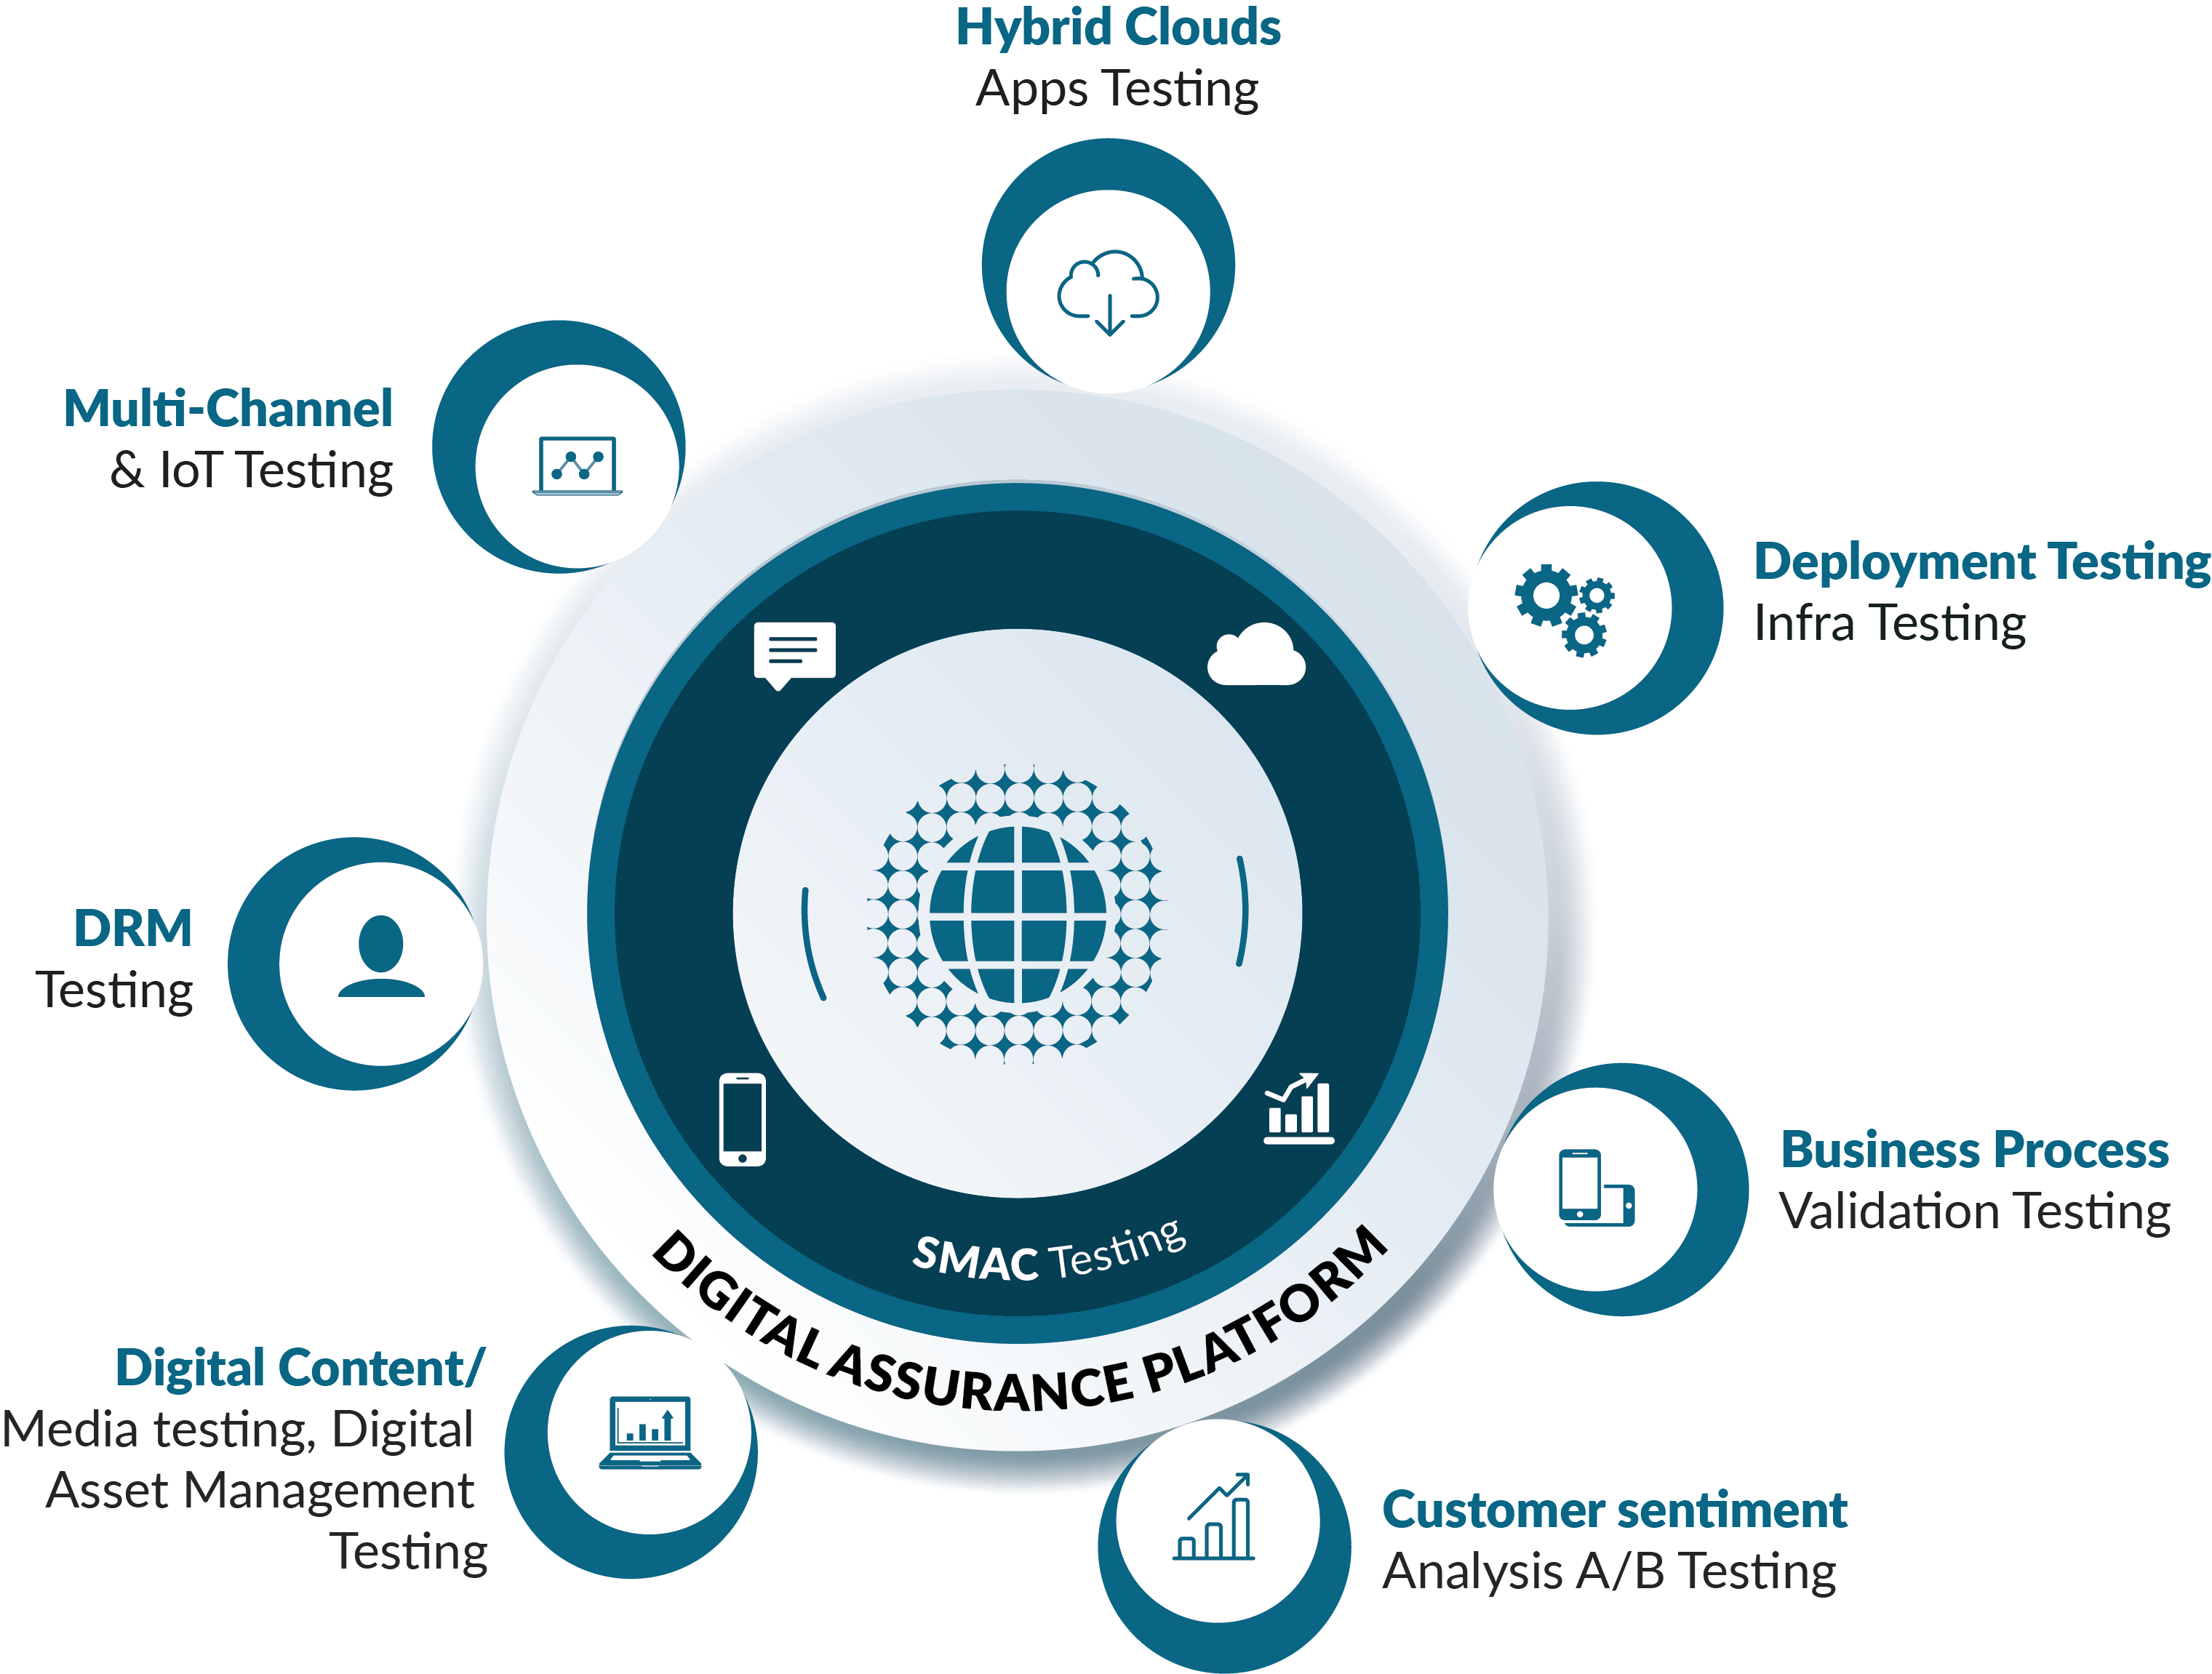 Hybrid Clouds
Apps Testing
Multi-Channel
& IoT Testing
Deployment Testing
Infra Testing
DRM
Testing
Business Process
Validation Testing
SMAC Testing
DIGITAL ASSURANCE PLATFORM
Digital Content/
Media testing, Digital
Asset Management
Testing
Customer sentiment
Analysis A/B Testing